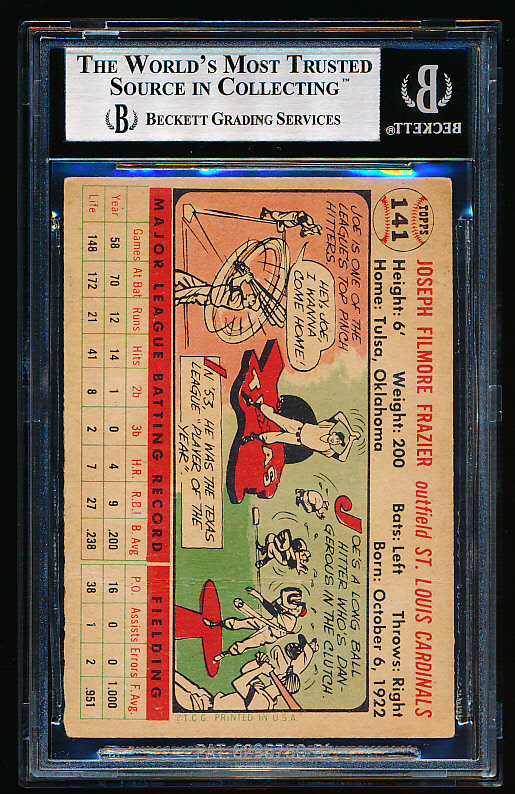 THE WORLD'S MOST TRUSTED
SOURCE IN COLLECTING™
BECKETT GRADING SERVICES
BECKETT®
TOPPS
141
JOSEPH FILMORE FRAZIER outfield ST. LOUIS CARDINALS
Height: 6' Weight: 200 Bats: Left Throws: Right
Home: Tulsa, Oklahoma Born: October 6, 1922
JOE IS ONE OF THE
LEAGUE'S TOP PINCH
HITTERS.
HEY, JOE,
I WANNA
COME HOME!
IN '53, HE WAS THE TEXAS
LEAGUE "PLAYER OF THE
YEAR"
JOE'S A LONG BALL
HITTER WHO'S DAN-
GEROUS IN THE CLUTCH.
©T.C.G. PRINTED IN U.S.A.
MAJOR LEAGUE BATTING RECORD FIELDING
Games At Bat Runs Hits 2b 3b H.R. R.B.I B Avg. P.O. Assists Errors F. Avg.
Year 58 70 12 14 1 0 4 9 .200 16 0 0 1.000
Life 148 172 21 41 8 2 7 27 .238 38 1 2 .951